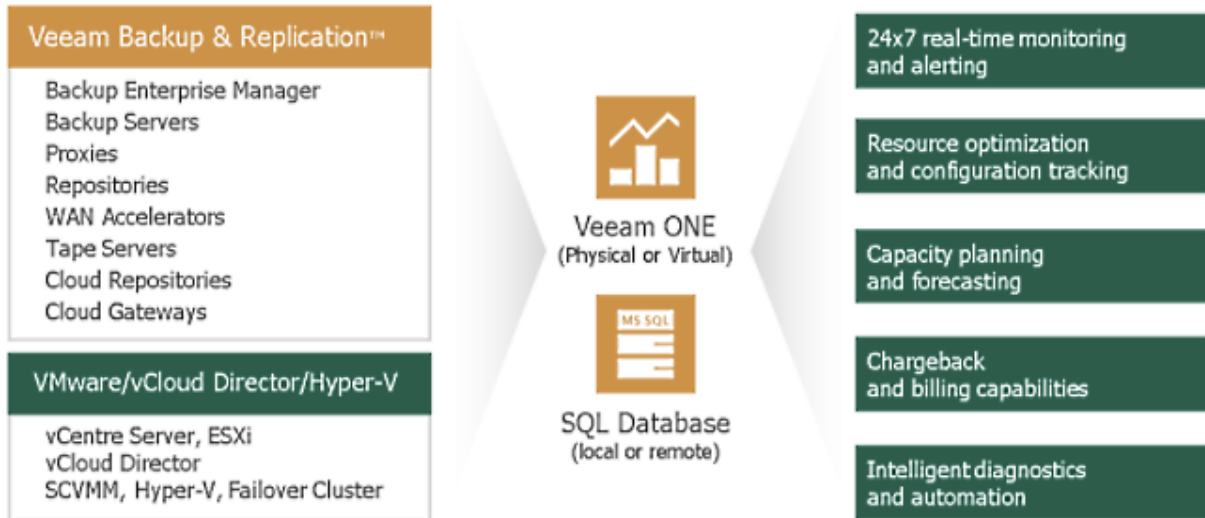 Veeam Backup & Replication™
Backup Enterprise Manager
Backup Servers
Proxies
Repositories
WAN Accelerators
Tape Servers
Cloud Repositories
Cloud Gateways
VMware/vCloud Director/Hyper-V
vCentre Server, ESXi
vCloud Director
SCVMM, Hyper-V, Failover Cluster
Veeam ONE
(Physical or Virtual)
MS SQL
SQL Database
(local or remote)
24x7 real-time monitoring
and alerting
Resource optimization
and configuration tracking
Capacity planning
and forecasting
Chargeback
and billing capabilities
Intelligent diagnostics
and automation